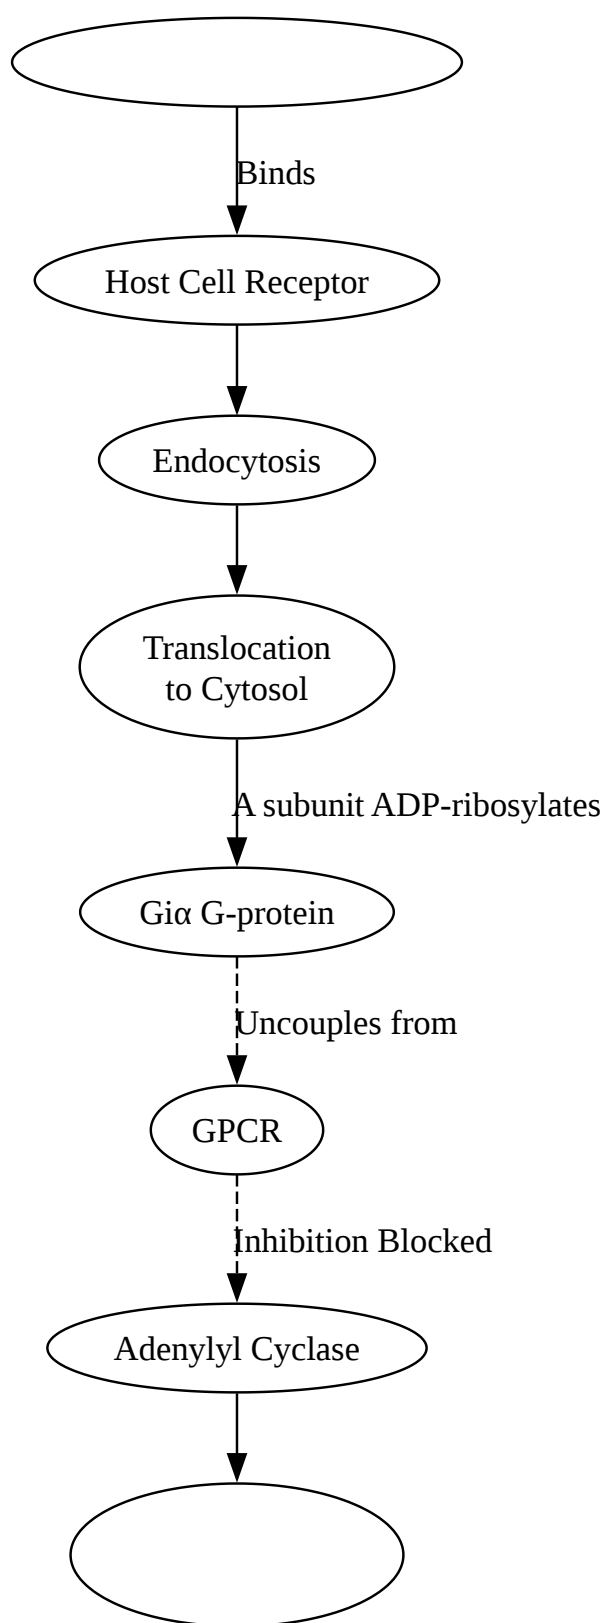 Binds
Host Cell Receptor
Endocytosis
Translocation
to Cytosol
A subunit ADP-ribosylates
Giα G-protein
Uncouples from
GPCR
Inhibition Blocked
Adenylyl Cyclase